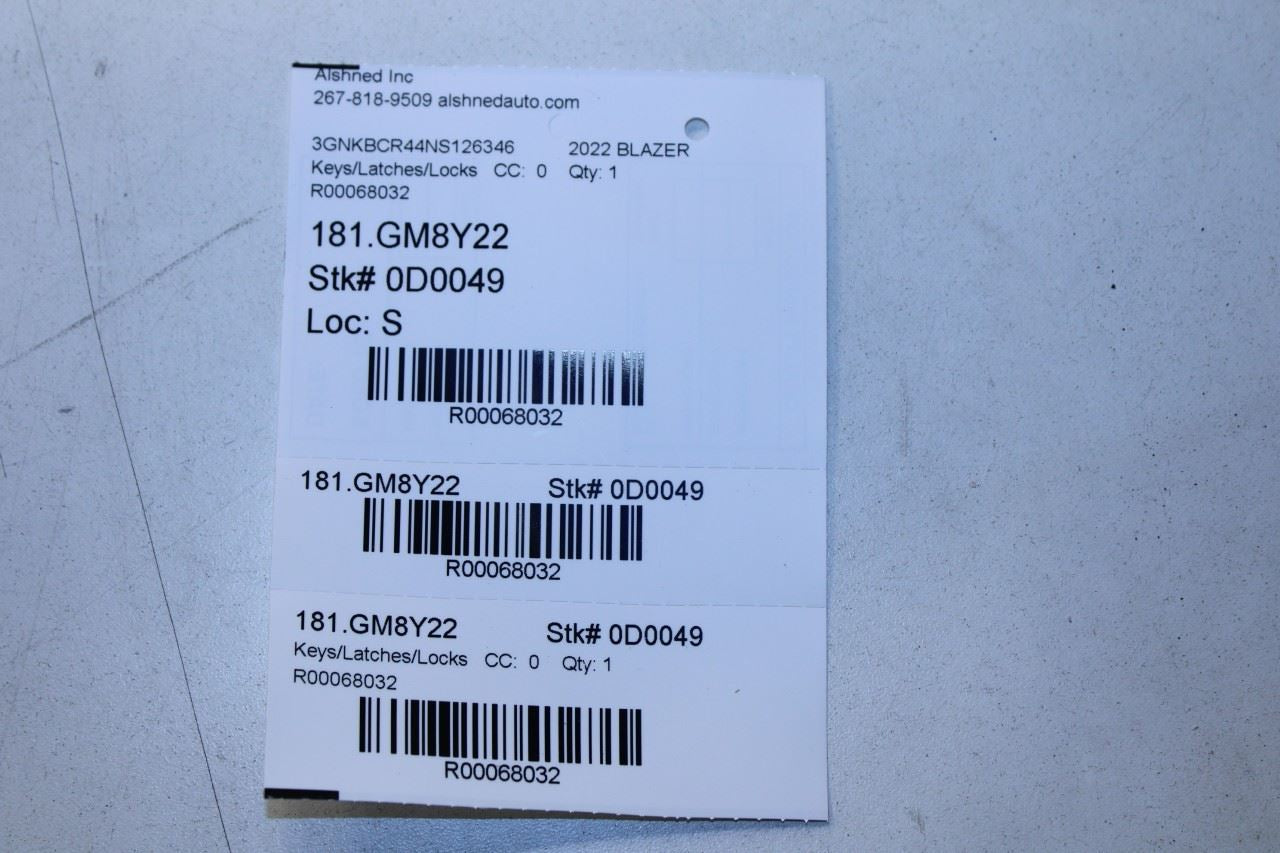 Alshned Inc
267-818-9509 alshnedauto.com
3GNKBCR44NS126346 2022 BLAZER
Keys/Latches/Locks CC: 0 Qty: 1
R00068032
181.GM8Y22
Stk# 0D0049
Loc: S
R00068032
181.GM8Y22 Stk# 0D0049
R00068032
181.GM8Y22 Stk# 0D0049
Keys/Latches/Locks CC: 0 Qty: 1
R00068032
R00068032